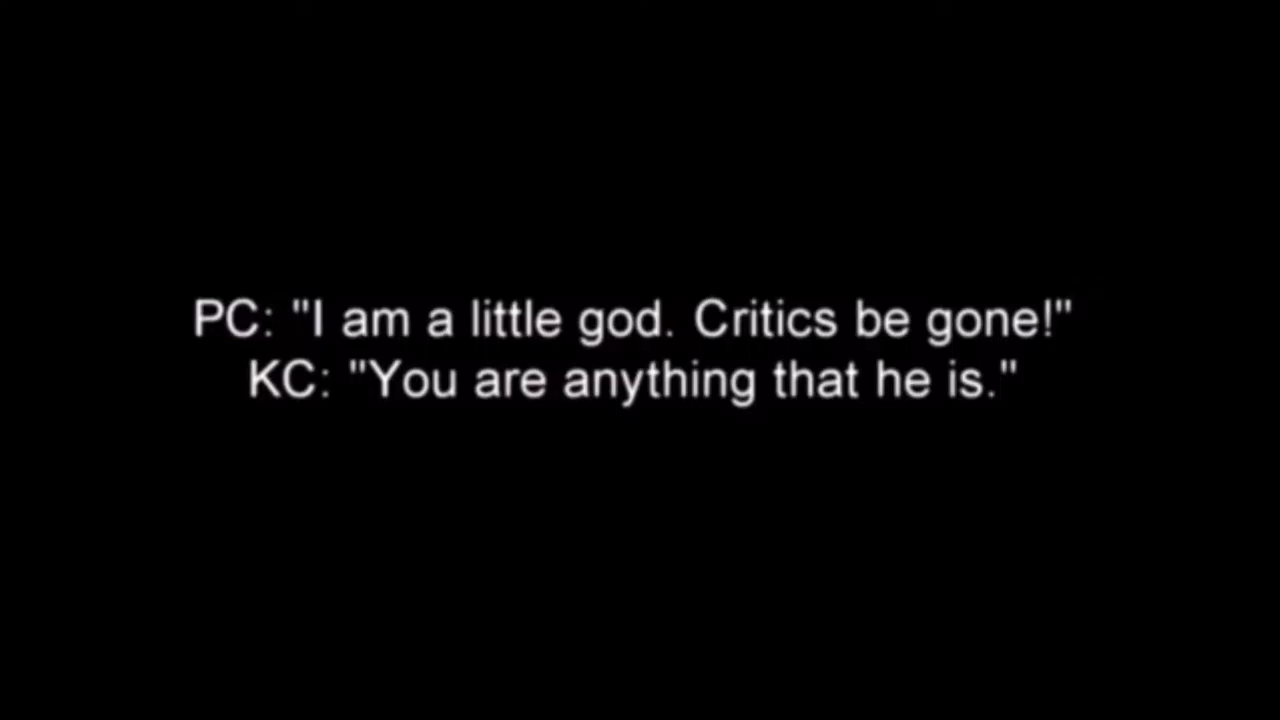 PC: "I am a little god. Critics be gone!"
KC: "You are anything that he is."